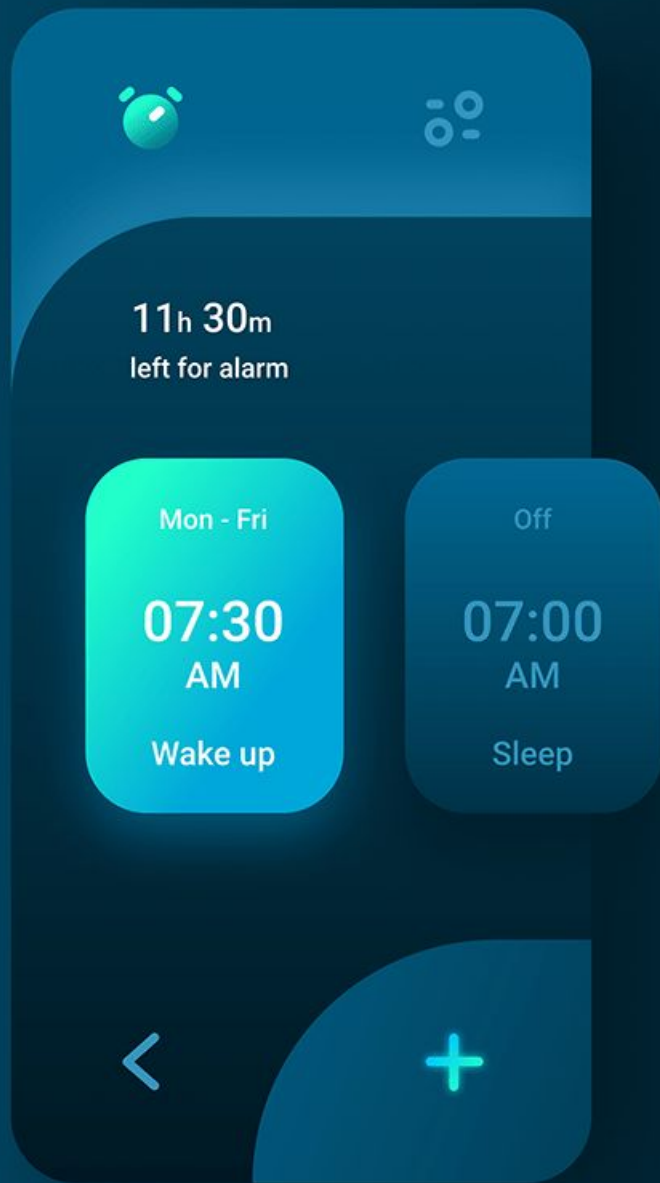 11h 30m
left for alarm
Mon - Fri
07:30
AM
Wake up
Off
07:00
AM
Sleep